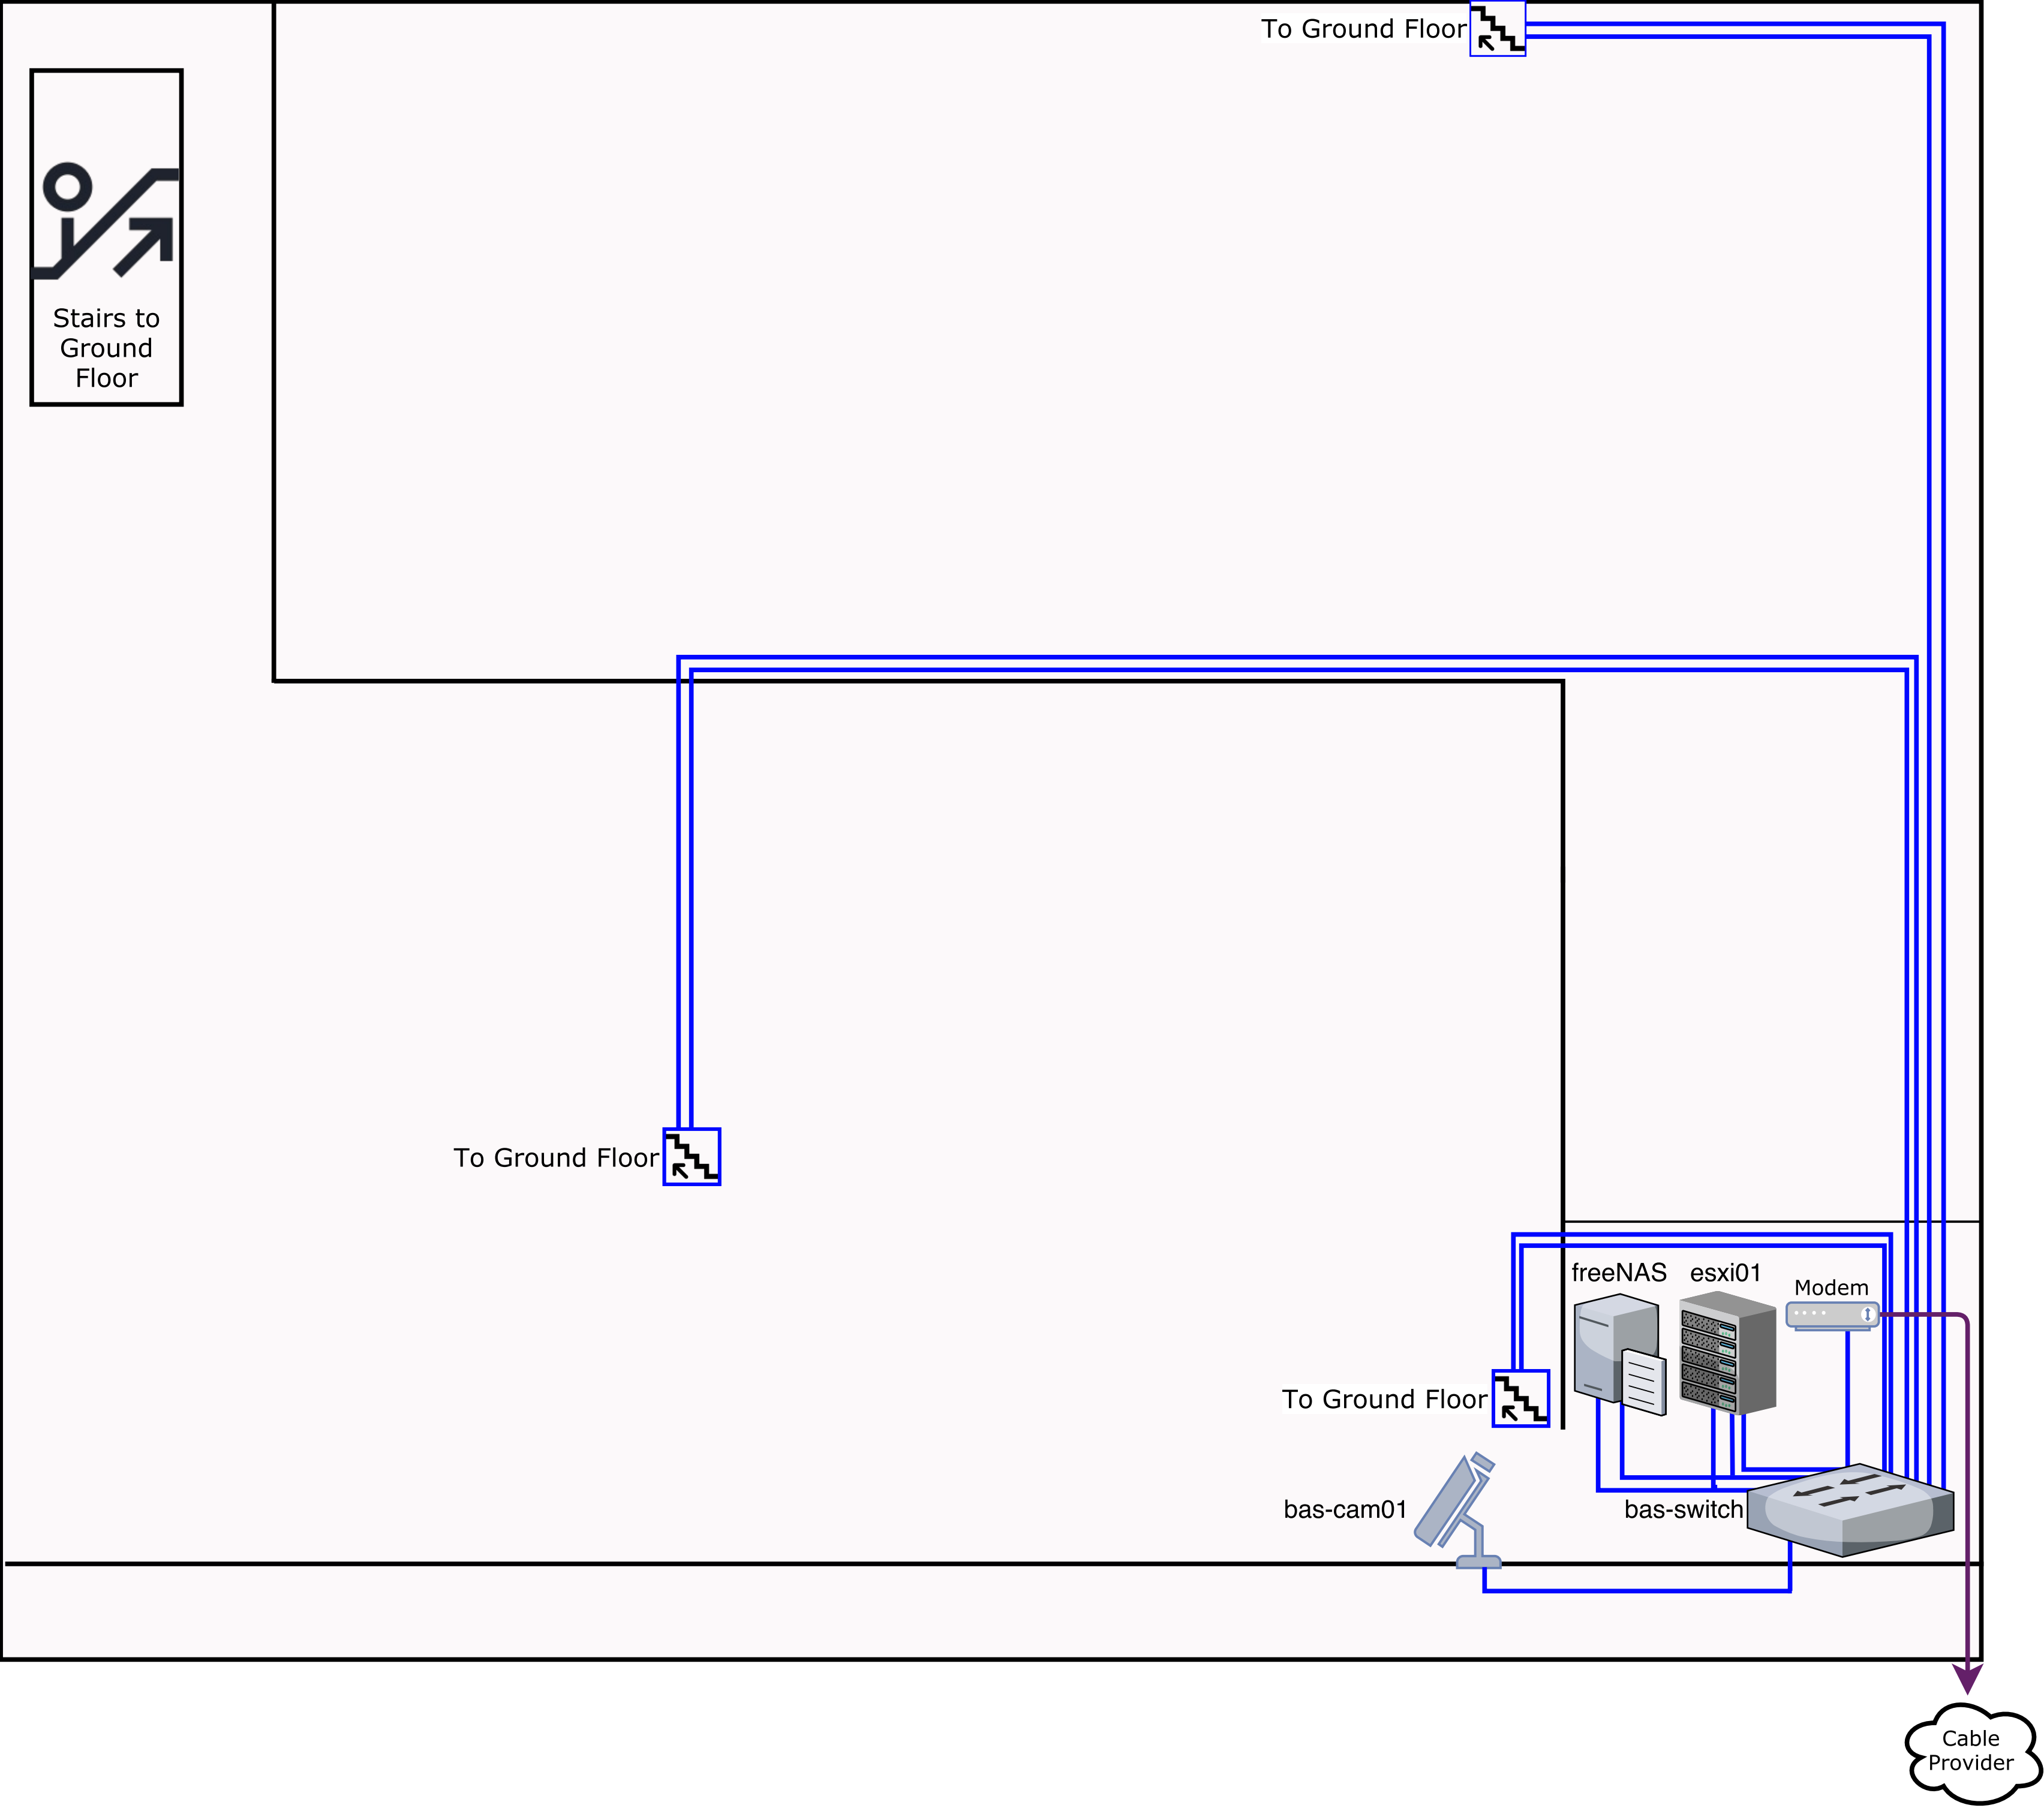 To Ground Floor
Stairs to
Ground
Floor
To Ground Floor
freeNAS
esxi01
Modem
To Ground Floor
bas-cam01
bas-switch
Cable
Provider